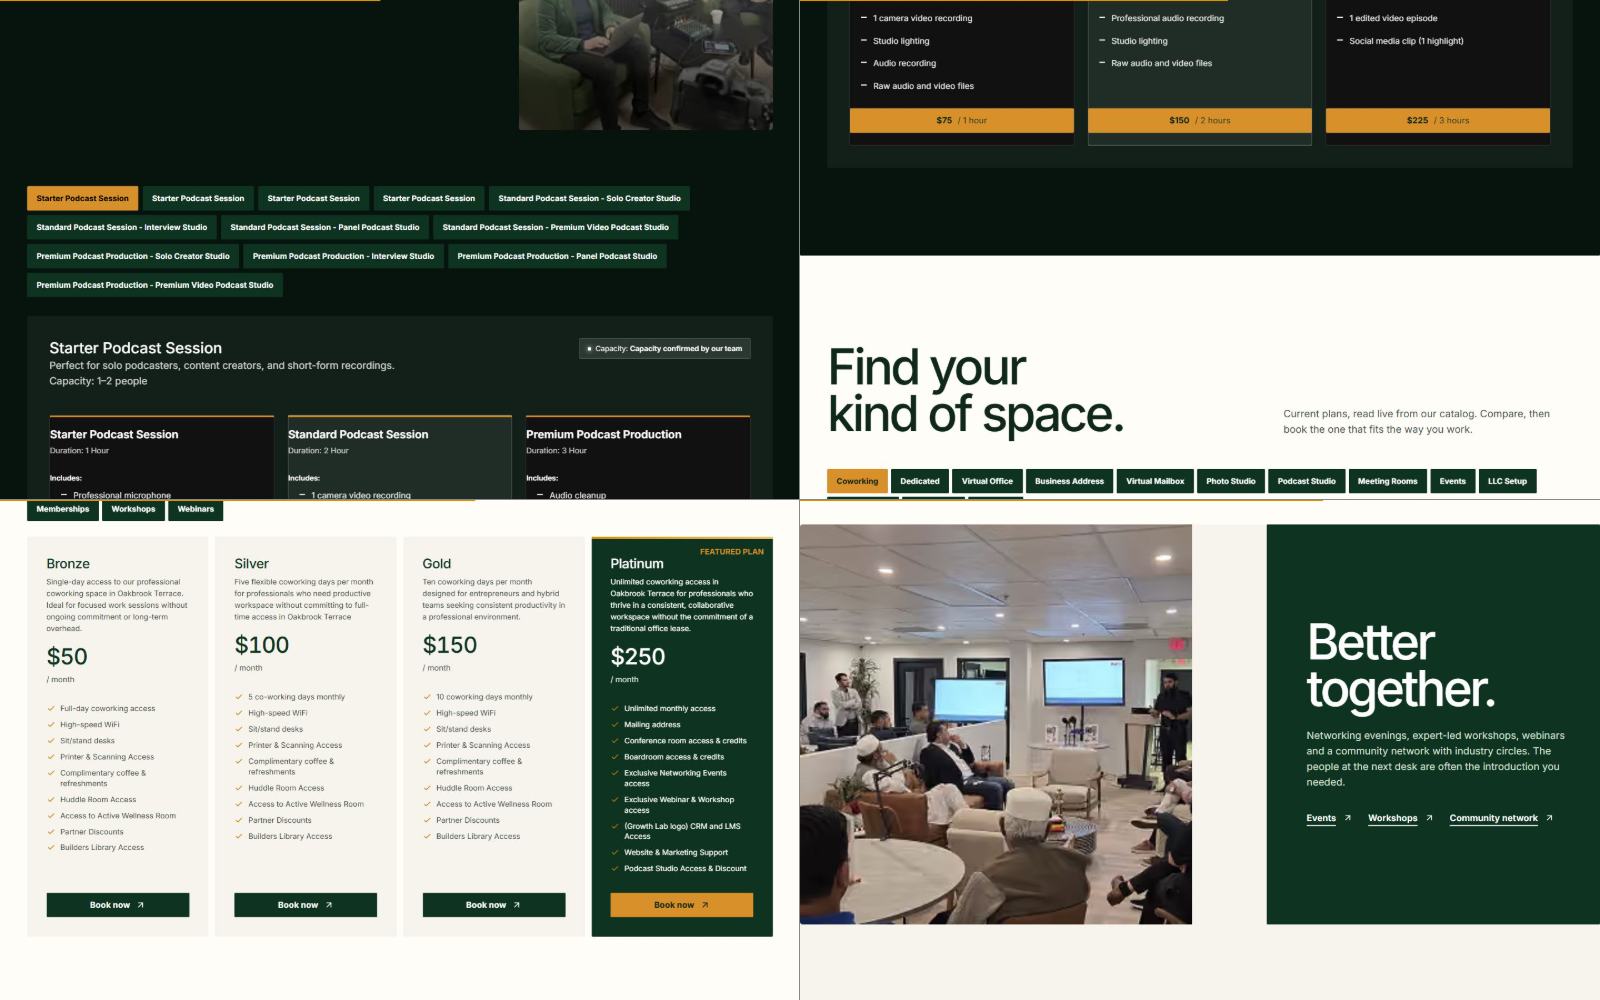 Starter Podcast Session
Starter Podcast Session
Starter Podcast Session
Starter Podcast Session
Standard Podcast Session - Solo Creator Studio
Standard Podcast Session - Interview Studio
Standard Podcast Session - Panel Podcast Studio
Standard Podcast Session - Premium Video Podcast Studio
Premium Podcast Production - Solo Creator Studio
Premium Podcast Production - Interview Studio
Premium Podcast Production - Panel Podcast Studio
Premium Podcast Production - Premium Video Podcast Studio
Starter Podcast Session
Perfect for solo podcasters, content creators, and short-form recordings.
Capacity: 1–2 people
Capacity: Capacity confirmed by our team
Starter Podcast Session
Duration: 1 Hour
Includes:
– Professional microphone
Standard Podcast Session
Duration: 2 Hour
Includes:
– 1 camera video recording
Premium Podcast Production
Duration: 3 Hour
Includes:
– Audio cleanup
– 1 camera video recording
– Studio lighting
– Audio recording
– Raw audio and video files
$75 / 1 hour
– Professional audio recording
– Studio lighting
– Raw audio and video files
$150 / 2 hours
– 1 edited video episode
– Social media clip (1 highlight)
$225 / 3 hours
Find your
kind of space.
Current plans, read live from our catalog. Compare, then
book the one that fits the way you work.
Coworking
Dedicated
Virtual Office
Business Address
Virtual Mailbox
Photo Studio
Podcast Studio
Meeting Rooms
Events
LLC Setup
Memberships
Workshops
Webinars
Bronze
Single-day access to our professional
coworking space in Oakbrook Terrace.
Ideal for focused work sessions without
ongoing commitment or long-term
overhead.
$50
/ month
Full-day coworking access
High-speed WiFi
Sit/stand desks
Printer & Scanning Access
Complimentary coffee &
refreshments
Huddle Room Access
Access to Active Wellness Room
Partner Discounts
Builders Library Access
Book now
Silver
Five flexible coworking days per month
for professionals who need productive
workspace without committing to full-
time access in Oakbrook Terrace
$100
/ month
5 co-working days monthly
High-speed WiFi
Sit/stand desks
Printer & Scanning Access
Complimentary coffee &
refreshments
Huddle Room Access
Access to Active Wellness Room
Partner Discounts
Builders Library Access
Book now
Gold
Ten coworking days per month
designed for entrepreneurs and hybrid
teams seeking consistent productivity in
a professional environment.
$150
/ month
10 coworking days monthly
High-speed WiFi
Sit/stand desks
Printer & Scanning Access
Complimentary coffee &
refreshments
Huddle Room Access
Access to Active Wellness Room
Partner Discounts
Builders Library Access
Book now
FEATURED PLAN
Platinum
Unlimited coworking access in
Oakbrook Terrace for professionals who
thrive in a consistent, collaborative
workspace without the commitment of a
traditional office lease.
$250
/ month
Unlimited monthly access
Mailing address
Conference room access & credits
Boardroom access & credits
Exclusive Networking Events
access
Exclusive Webinar & Workshop
access
(Growth Lab logo) CRM and LMS
Access
Website & Marketing Support
Podcast Studio Access & Discount
Book now
Better
together.
Networking evenings, expert-led workshops, webinars
and a community network with industry circles. The
people at the next desk are often the introduction you
needed.
Events
Workshops
Community network